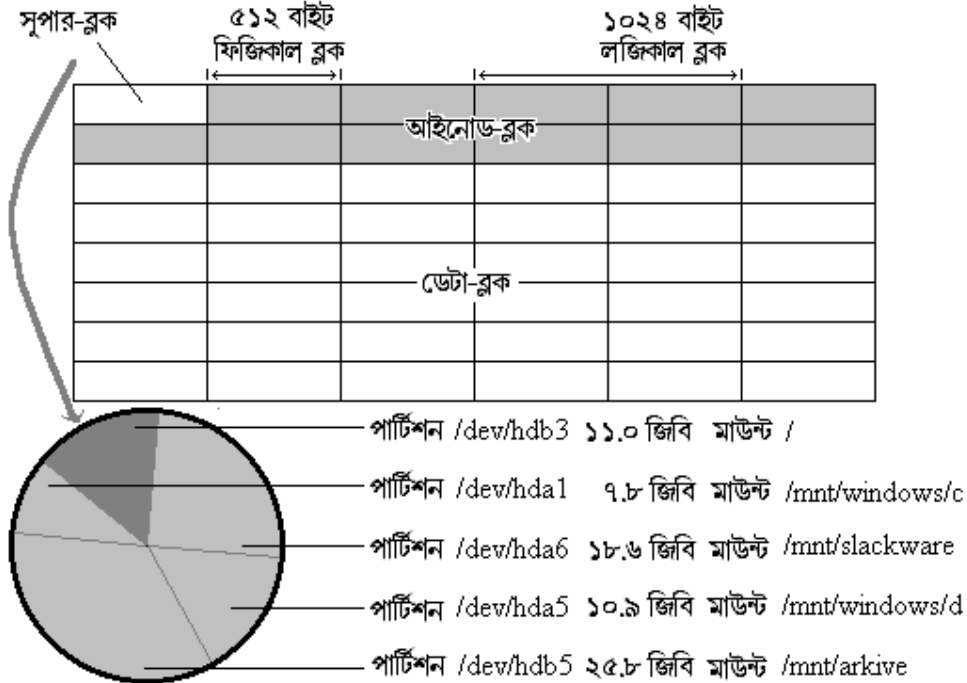 সুপার-ব্লক
৫১২ বাইট
ফিজিকাল ব্লক
১০২৪ বাইট
লজিকাল ব্লক
আইনোড-ব্লক
ডেটা-ব্লক
পার্টিশন /dev/hdb3 ১১.০ জিবি মাউন্ট /
পার্টিশন /dev/hda1 ৭.৮ জিবি মাউন্ট /mnt/windows/c
পার্টিশন /dev/hda6 ১৮.৬ জিবি মাউন্ট /mnt/slackware
পার্টিশন /dev/hda5 ১০.৯ জিবি মাউন্ট /mnt/windows/d
পার্টিশন /dev/hdb5 ২৫.৮ জিবি মাউন্ট /mnt/arkive